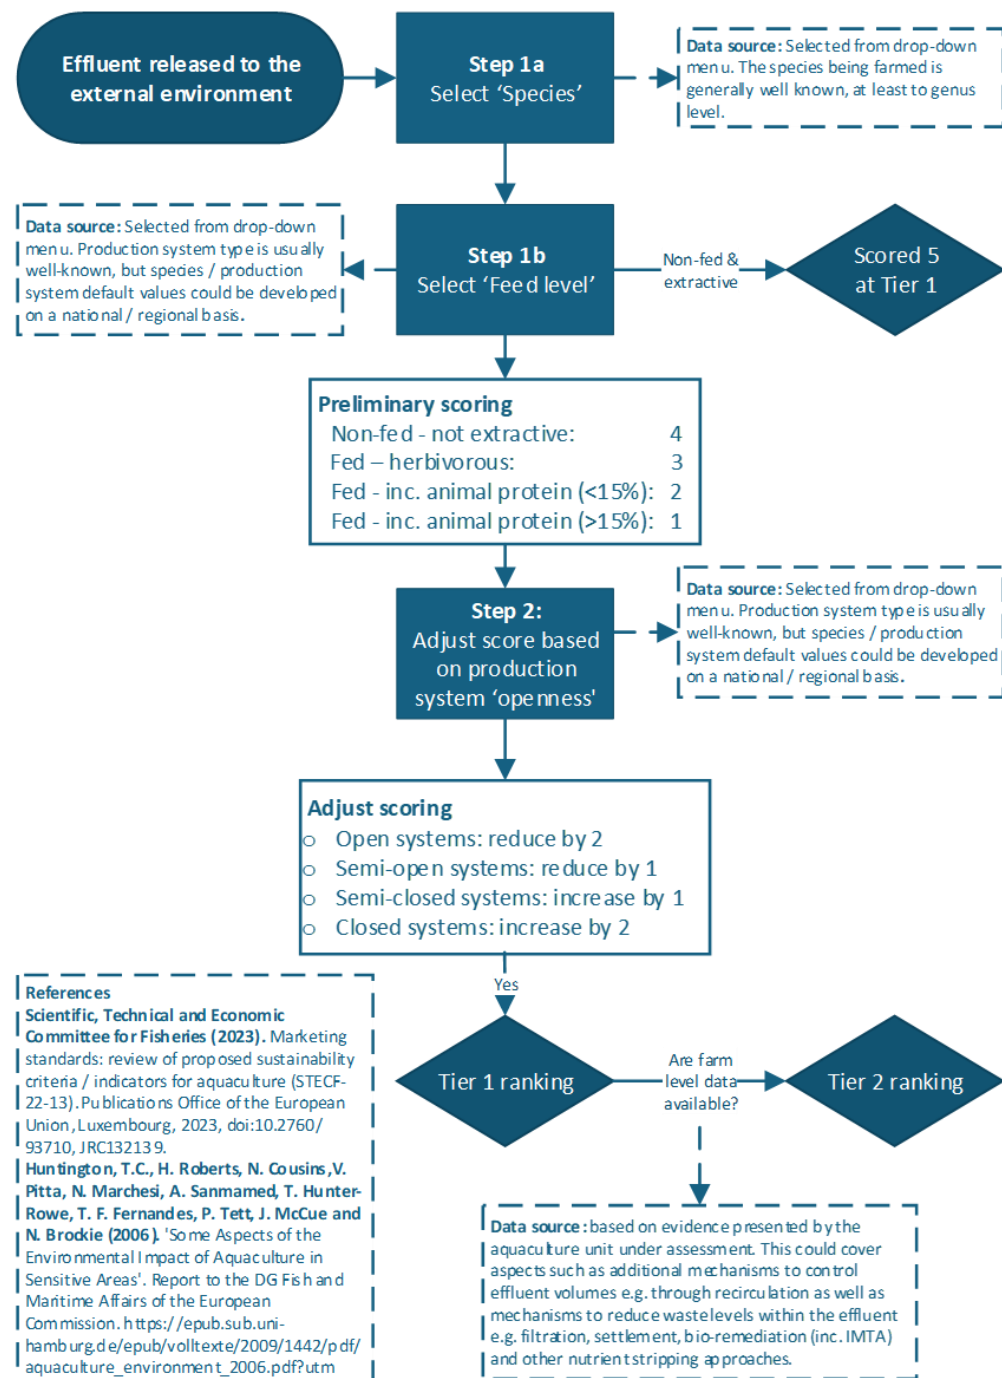 Effluent released to the
external environment
Step 1a
Select ‘Species’
Data source: Selected from drop-down
menu. The species being farmed is
generally well known, at least to genus
level.
Data source: Selected from drop-down
menu. Production system type is usually
well-known, but species / production
system default values could be developed
on a national / regional basis.
Step 1b
Select ‘Feed level’
Non-fed &
extractive
Scored 5
at Tier 1
Preliminary scoring
Non-fed - not extractive: 4
Fed – herbivorous: 3
Fed - inc. animal protein (<15%): 2
Fed - inc. animal protein (>15%): 1
Step 2:
Adjust score based
on production
system ‘openness'
Data source: Selected from drop-down
menu. Production system type is usually
well-known, but species / production
system default values could be developed
on a national / regional basis.
Adjust scoring
o Open systems: reduce by 2
o Semi-open systems: reduce by 1
o Semi-closed systems: increase by 1
o Closed systems: increase by 2
Yes
Tier 1 ranking
Are farm
level data
available?
Tier 2 ranking
References
Scientific, Technical and Economic
Committee for Fisheries (2023). Marketing
standards: review of proposed sustainability
criteria / indicators for aquaculture (STECF-
22-13). Publications Office of the European
Union, Luxembourg, 2023, doi:10.2760/
93710, JRC132139.
Huntington, T.C., H. Roberts, N. Cousins, V.
Pitta, N. Marchesi, A. Sanmamed, T. Hunter-
Rowe, T. F. Fernandes, P. Tett, J. McCue and
N. Brockie (2006). 'Some Aspects of the
Environmental Impact of Aquaculture in
Sensitive Areas'. Report to the DG Fish and
Maritime Affairs of the European
Commission. https://epub.sub.uni-
hamburg.de/epub/volltexte/2009/1442/pdf/
aquaculture_environment_2006.pdf?utm
Data source: based on evidence presented by the
aquaculture unit under assessment. This could cover
aspects such as additional mechanisms to control
effluent volumes e.g. through recirculation as well as
mechanisms to reduce waste levels within the effluent
e.g. filtration, settlement, bio-remediation (inc. IMTA)
and other nutrient stripping approaches.